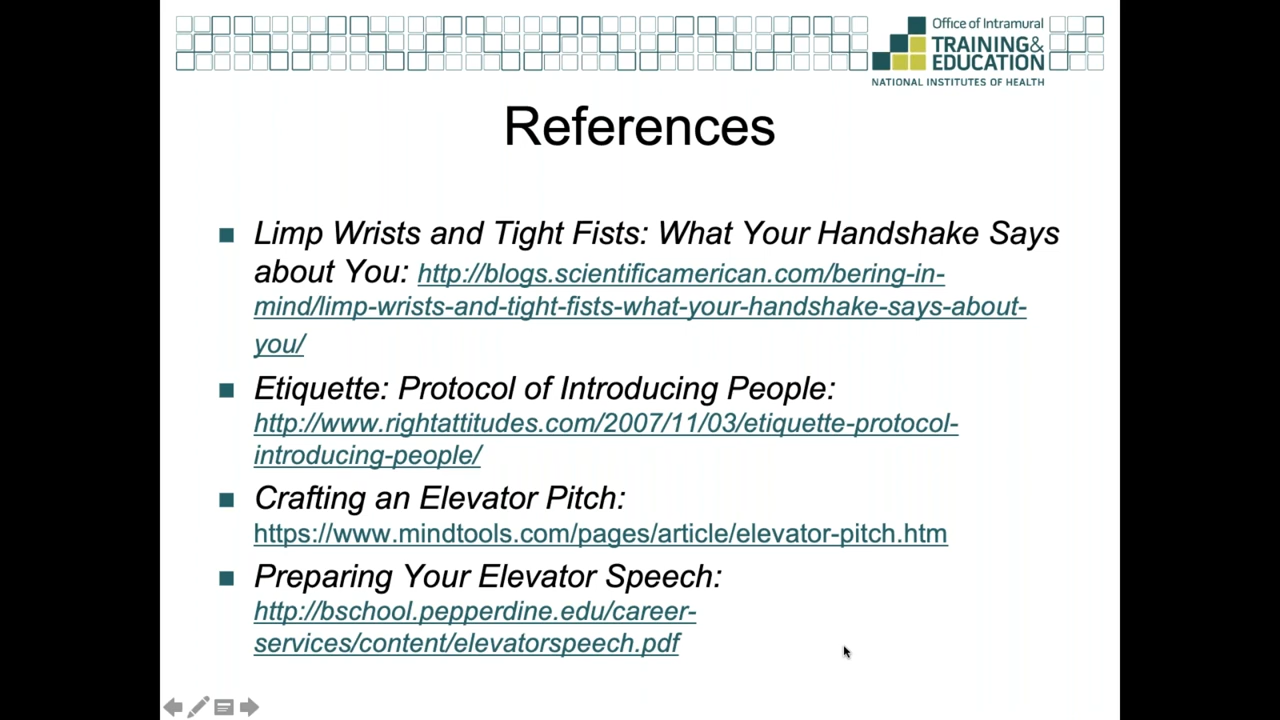 Office of Intramural
TRAINING&
EDUCATION
NATIONAL INSTITUTES OF HEALTH
References
Limp Wrists and Tight Fists: What Your Handshake Says
about You: http://blogs.scientificamerican.com/bering-in-
mind/limp-wrists-and-tight-fists-what-your-handshake-says-about-
you/
Etiquette: Protocol of Introducing People:
http://www.rightattitudes.com/2007/11/03/etiquette-protocol-
introducing-people/
Crafting an Elevator Pitch:
https://www.mindtools.com/pages/article/elevator-pitch.htm
Preparing Your Elevator Speech:
http://bschool.pepperdine.edu/career-
services/content/elevatorspeech.pdf